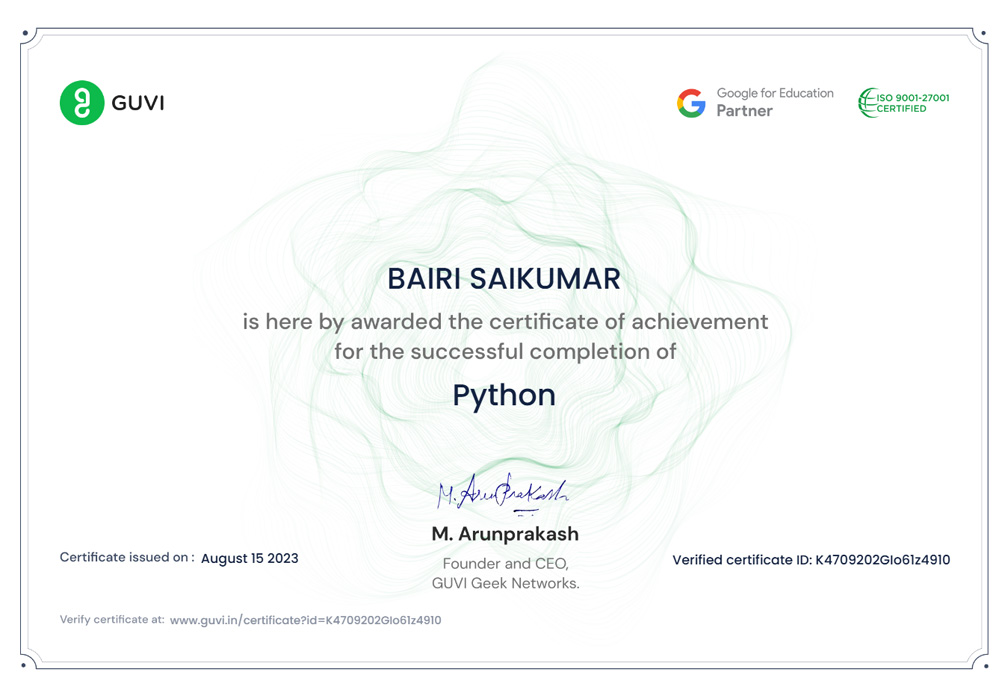 GUVI
Google for Education
Partner
ISO 9001-27001
CERTIFIED
BAIRI SAIKUMAR
is here by awarded the certificate of achievement
for the successful completion of
Python
M. Arunprakash
M. Arunprakash
Founder and CEO,
GUVI Geek Networks.
Certificate issued on : August 15 2023
Verified certificate ID: K4709202GIo61z4910
Verify certificate at: www.guvi.in/certificate?id=K4709202GIo61z4910